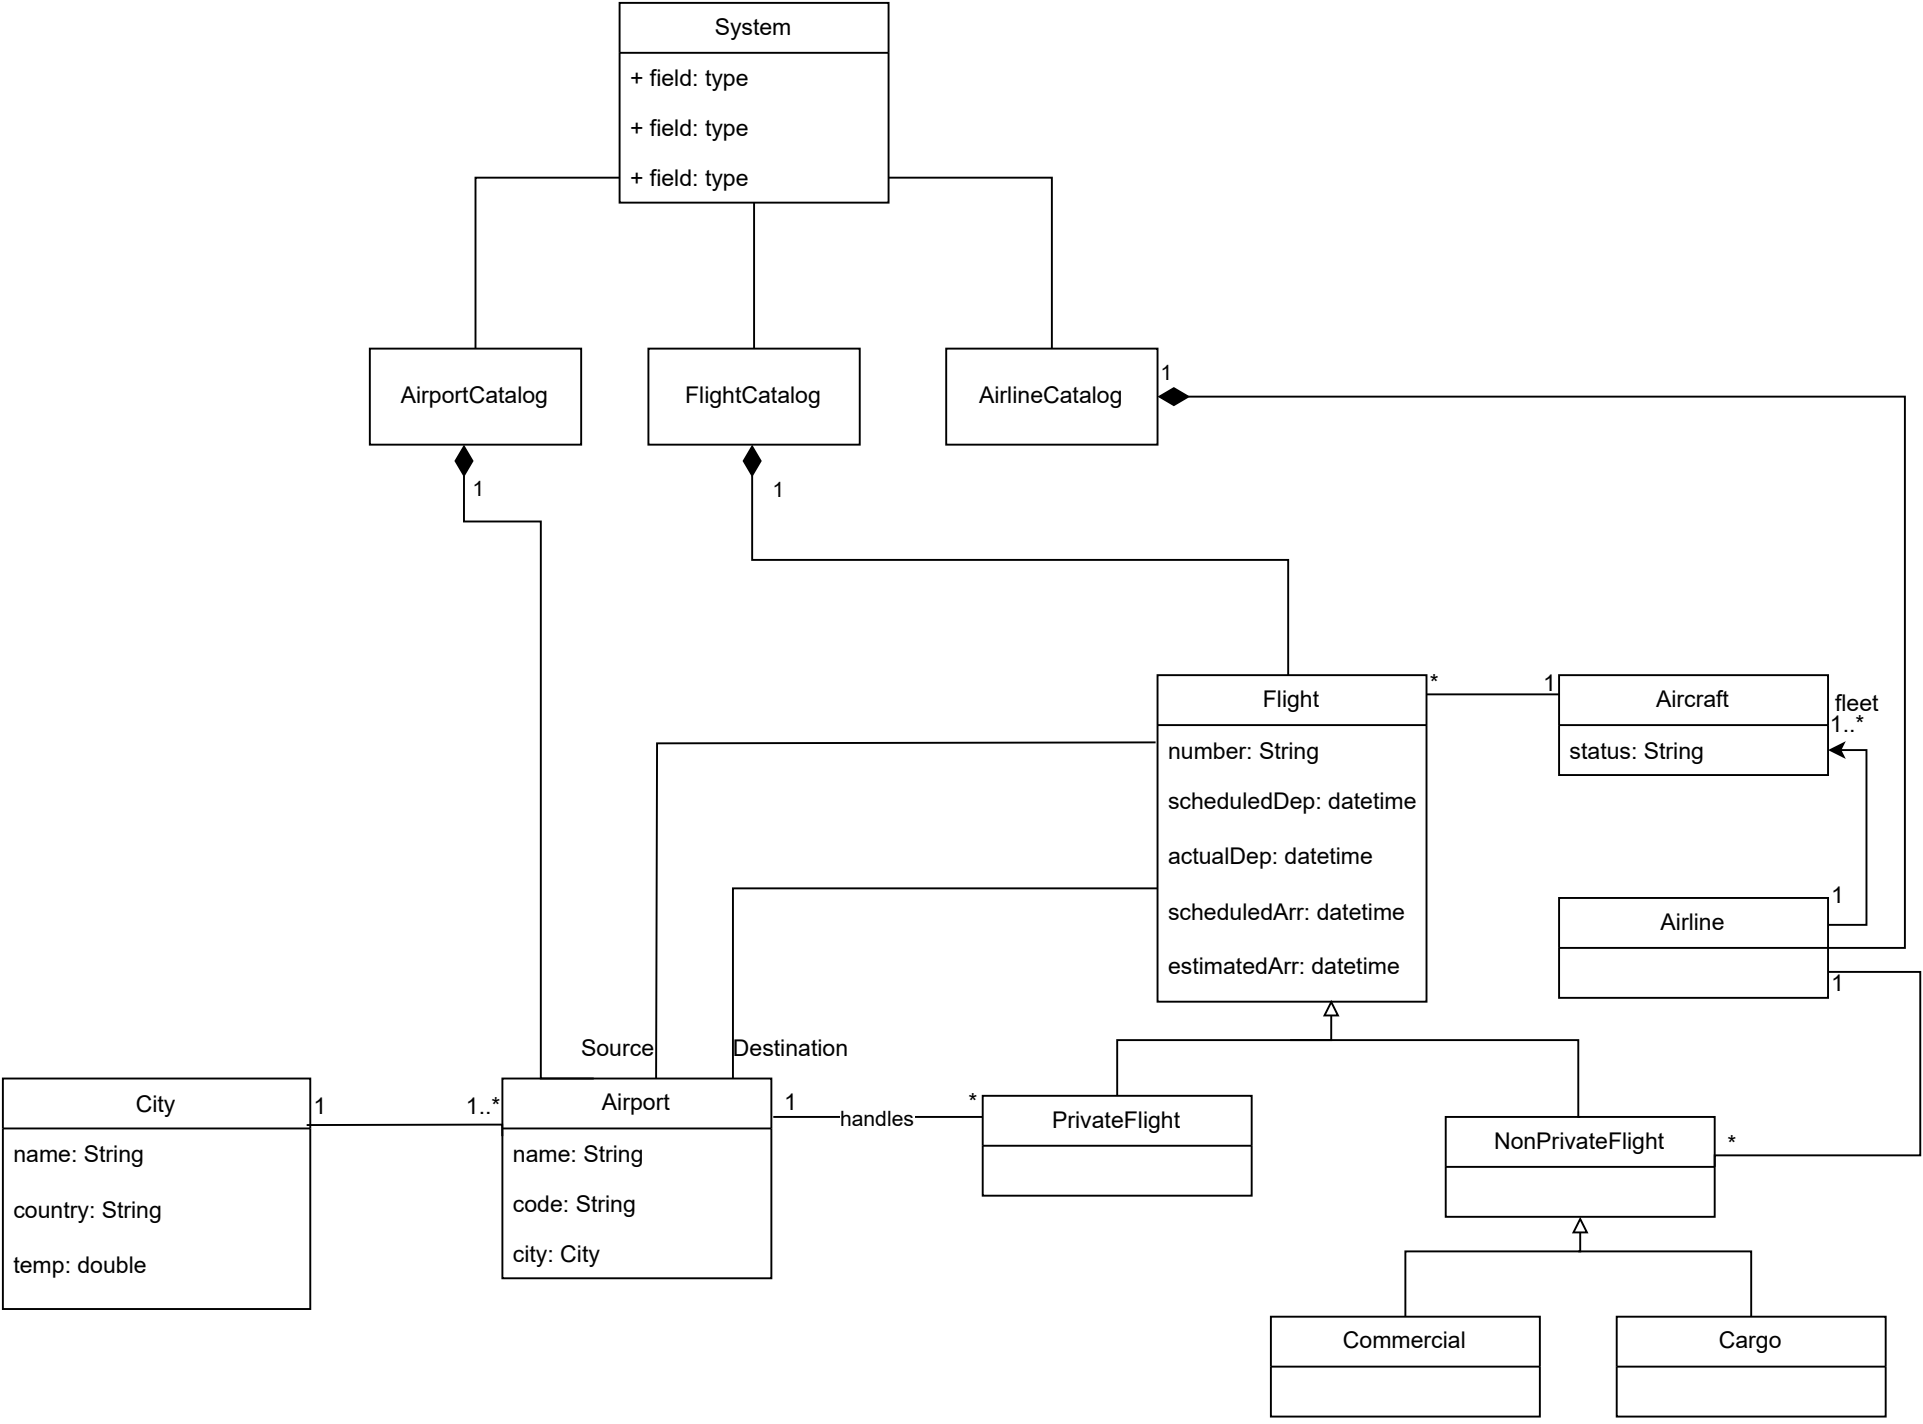 System
+ field: type
+ field: type
+ field: type
AirportCatalog
FlightCatalog
AirlineCatalog
1
1
1
Flight
number: String
scheduledDep: datetime
actualDep: datetime
scheduledArr: datetime
estimatedArr: datetime
*
1
Aircraft
status: String
fleet
1..*
1
Airline
1
Source
Destination
City
name: String
country: String
temp: double
1
1..*
Airport
name: String
code: String
city: City
1
handles
*
PrivateFlight
NonPrivateFlight
*
Commercial
Cargo